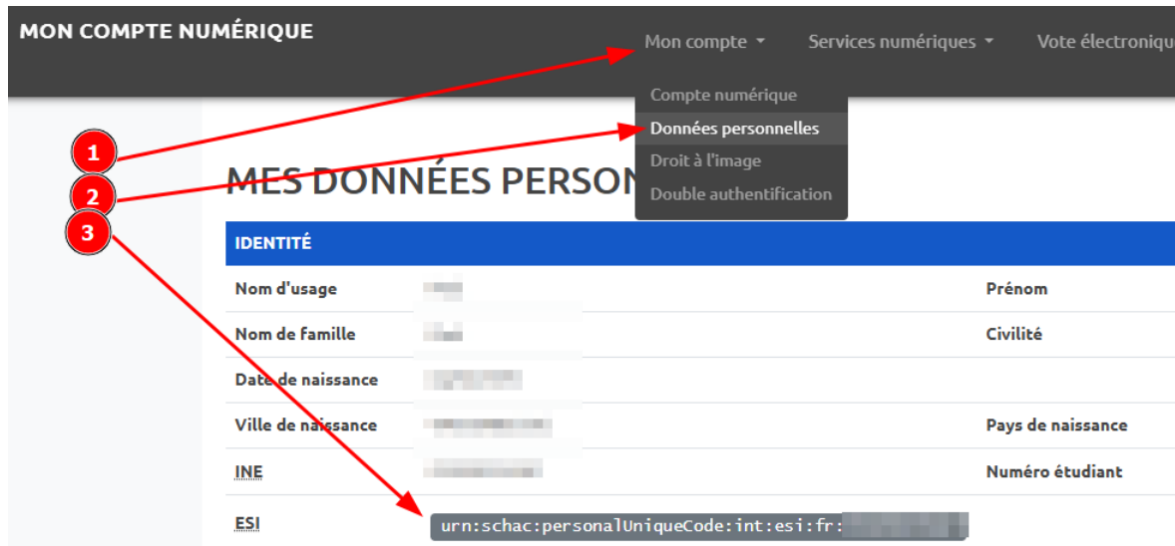 MON COMPTE NUMÉRIQUE
Mon compte Services numériques Vote électroniqu
Compte numérique
Données personnelles
Droit à l'image
Double authentification
1
2
3
MES DONNÉES PERSON
IDENTITÉ
Nom d'usage Prénom
Nom de famille Civilité
Date de naissance
Ville de naissance Pays de naissance
INE Numéro étudiant
ESI urn:schac:personalUniqueCode:int:esi:fr: